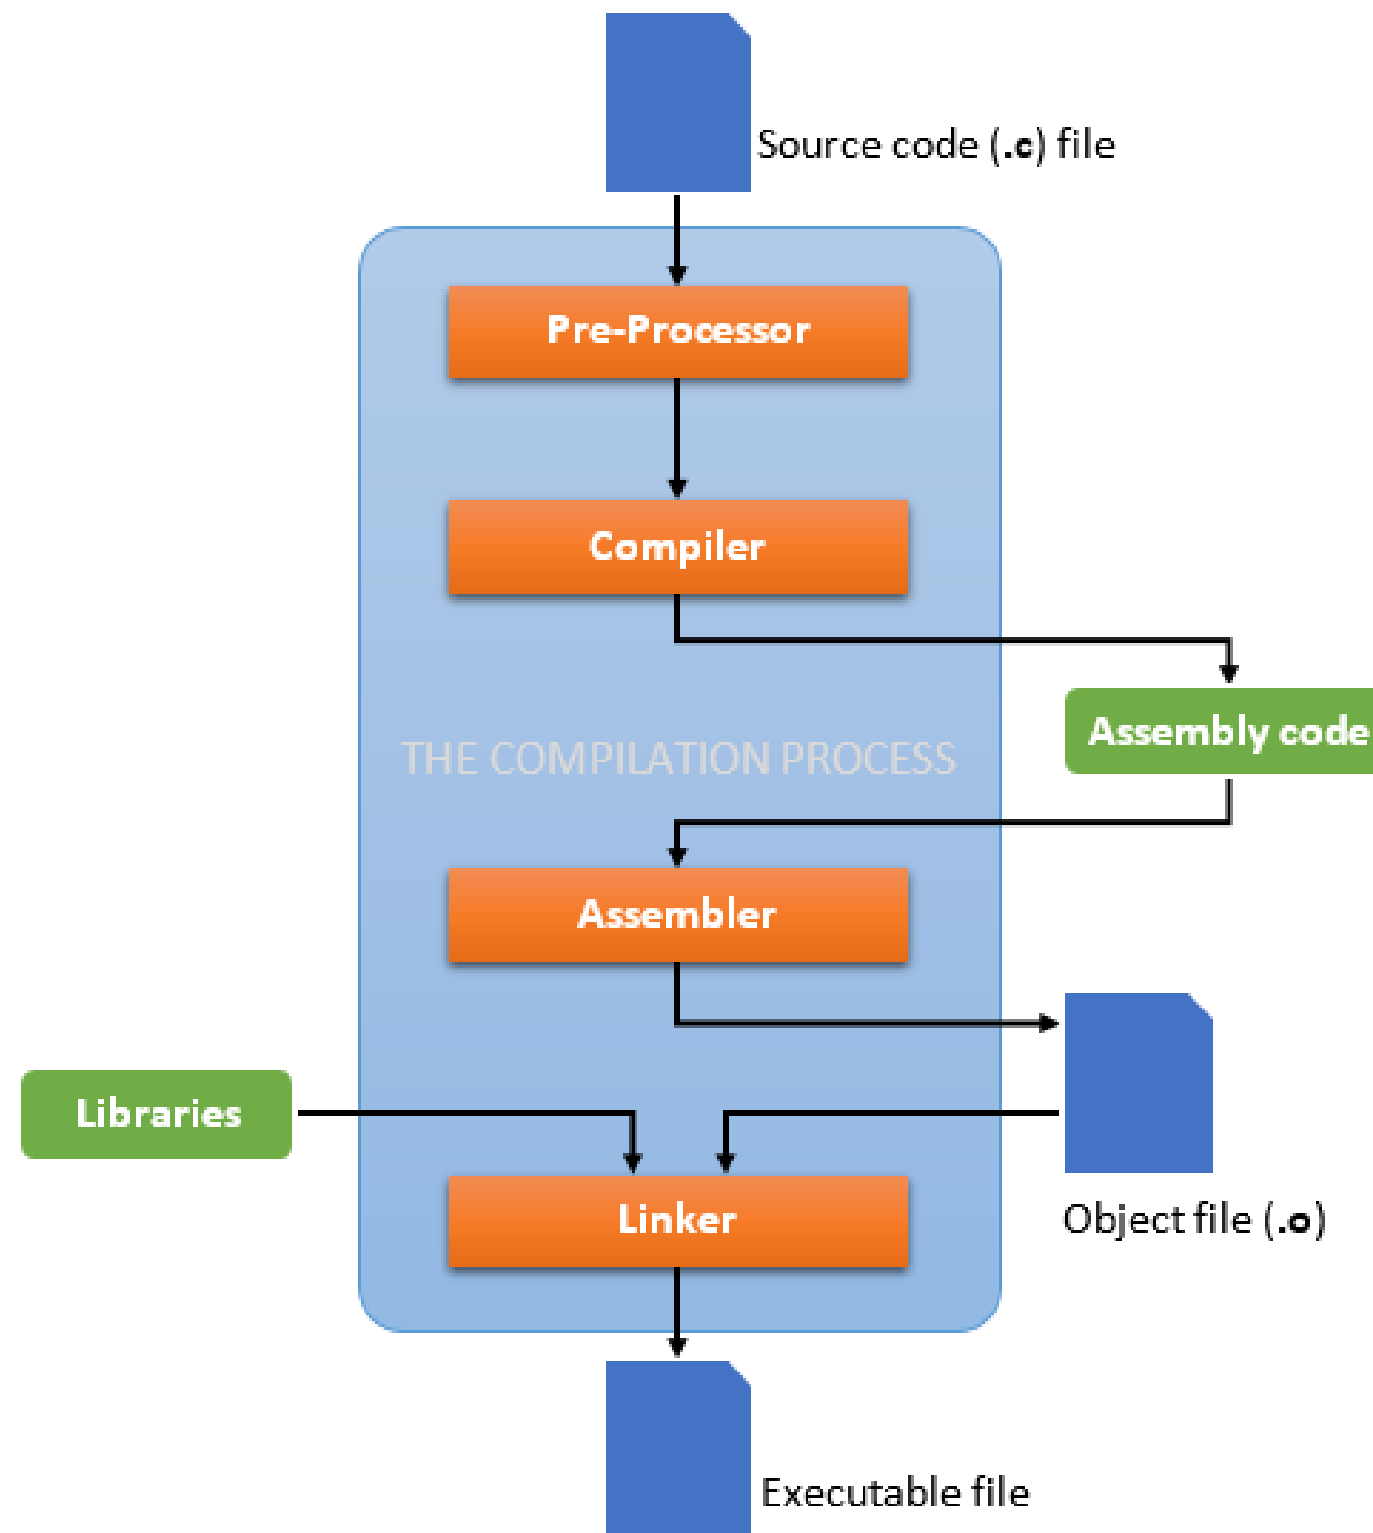 Source code (.c) file
Pre-Processor
Compiler
Assembly code
THE COMPILATION PROCESS
Assembler
Libraries
Linker
Object file (.o)
Executable file